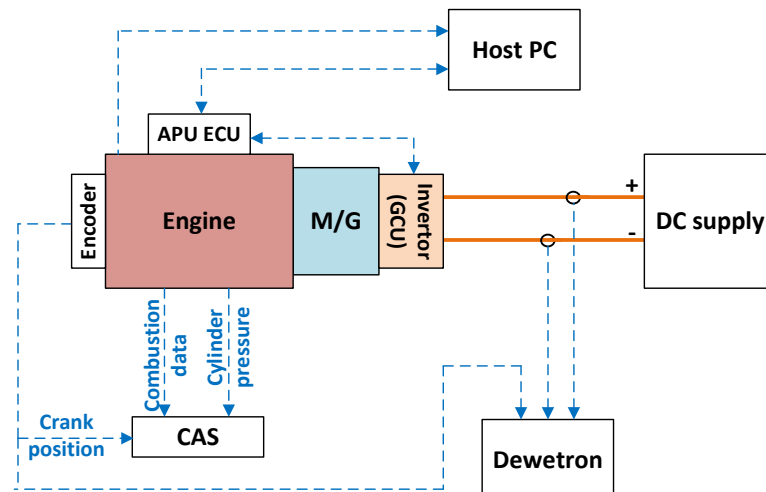 Host PC
APU ECU
Encoder
Engine
M/G
Invertor
(GCU)
+
-
DC supply
Combustion
data
Cylinder
pressure
Crank
position
CAS
Dewetron